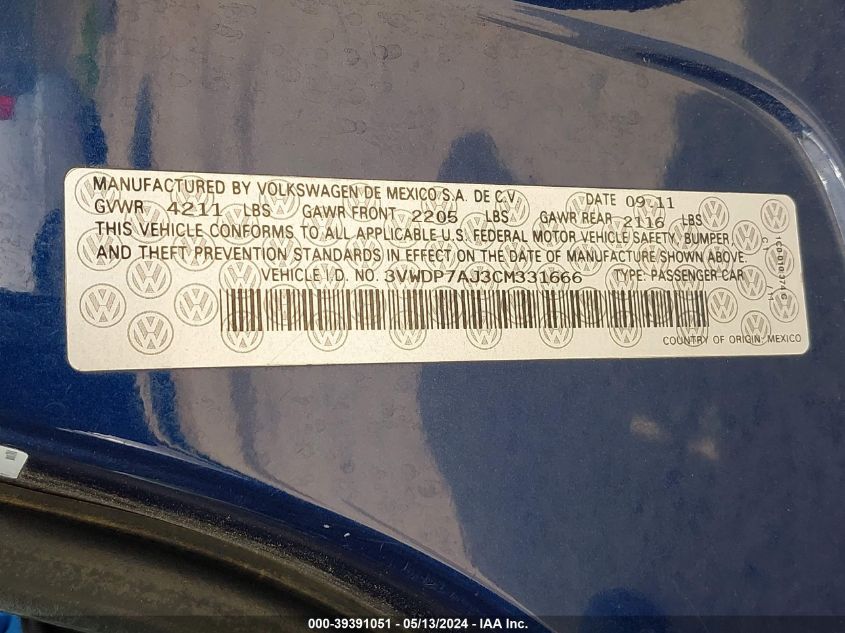 MANUFACTURED BY VOLKSWAGEN DE MEXICO S.A. DE C.V. DATE 09.11
GVWR 4211 LBS GAWR FRONT 2205 LBS GAWR REAR 2116 LBS
THIS VEHICLE CONFORMS TO ALL APPLICABLE U.S. FEDERAL MOTOR VEHICLE SAFETY, BUMPER,
AND THEFT PREVENTION STANDARDS IN EFFECT ON THE DATE OF MANUFACTURE SHOWN ABOVE.
VEHICLE I.D. NO. 3VWDP7AJ3CM331666 TYPE: PASSENGER CAR
COUNTRY OF ORIGIN: MEXICO
000-39391051 - 05/13/2024 - IAA Inc.